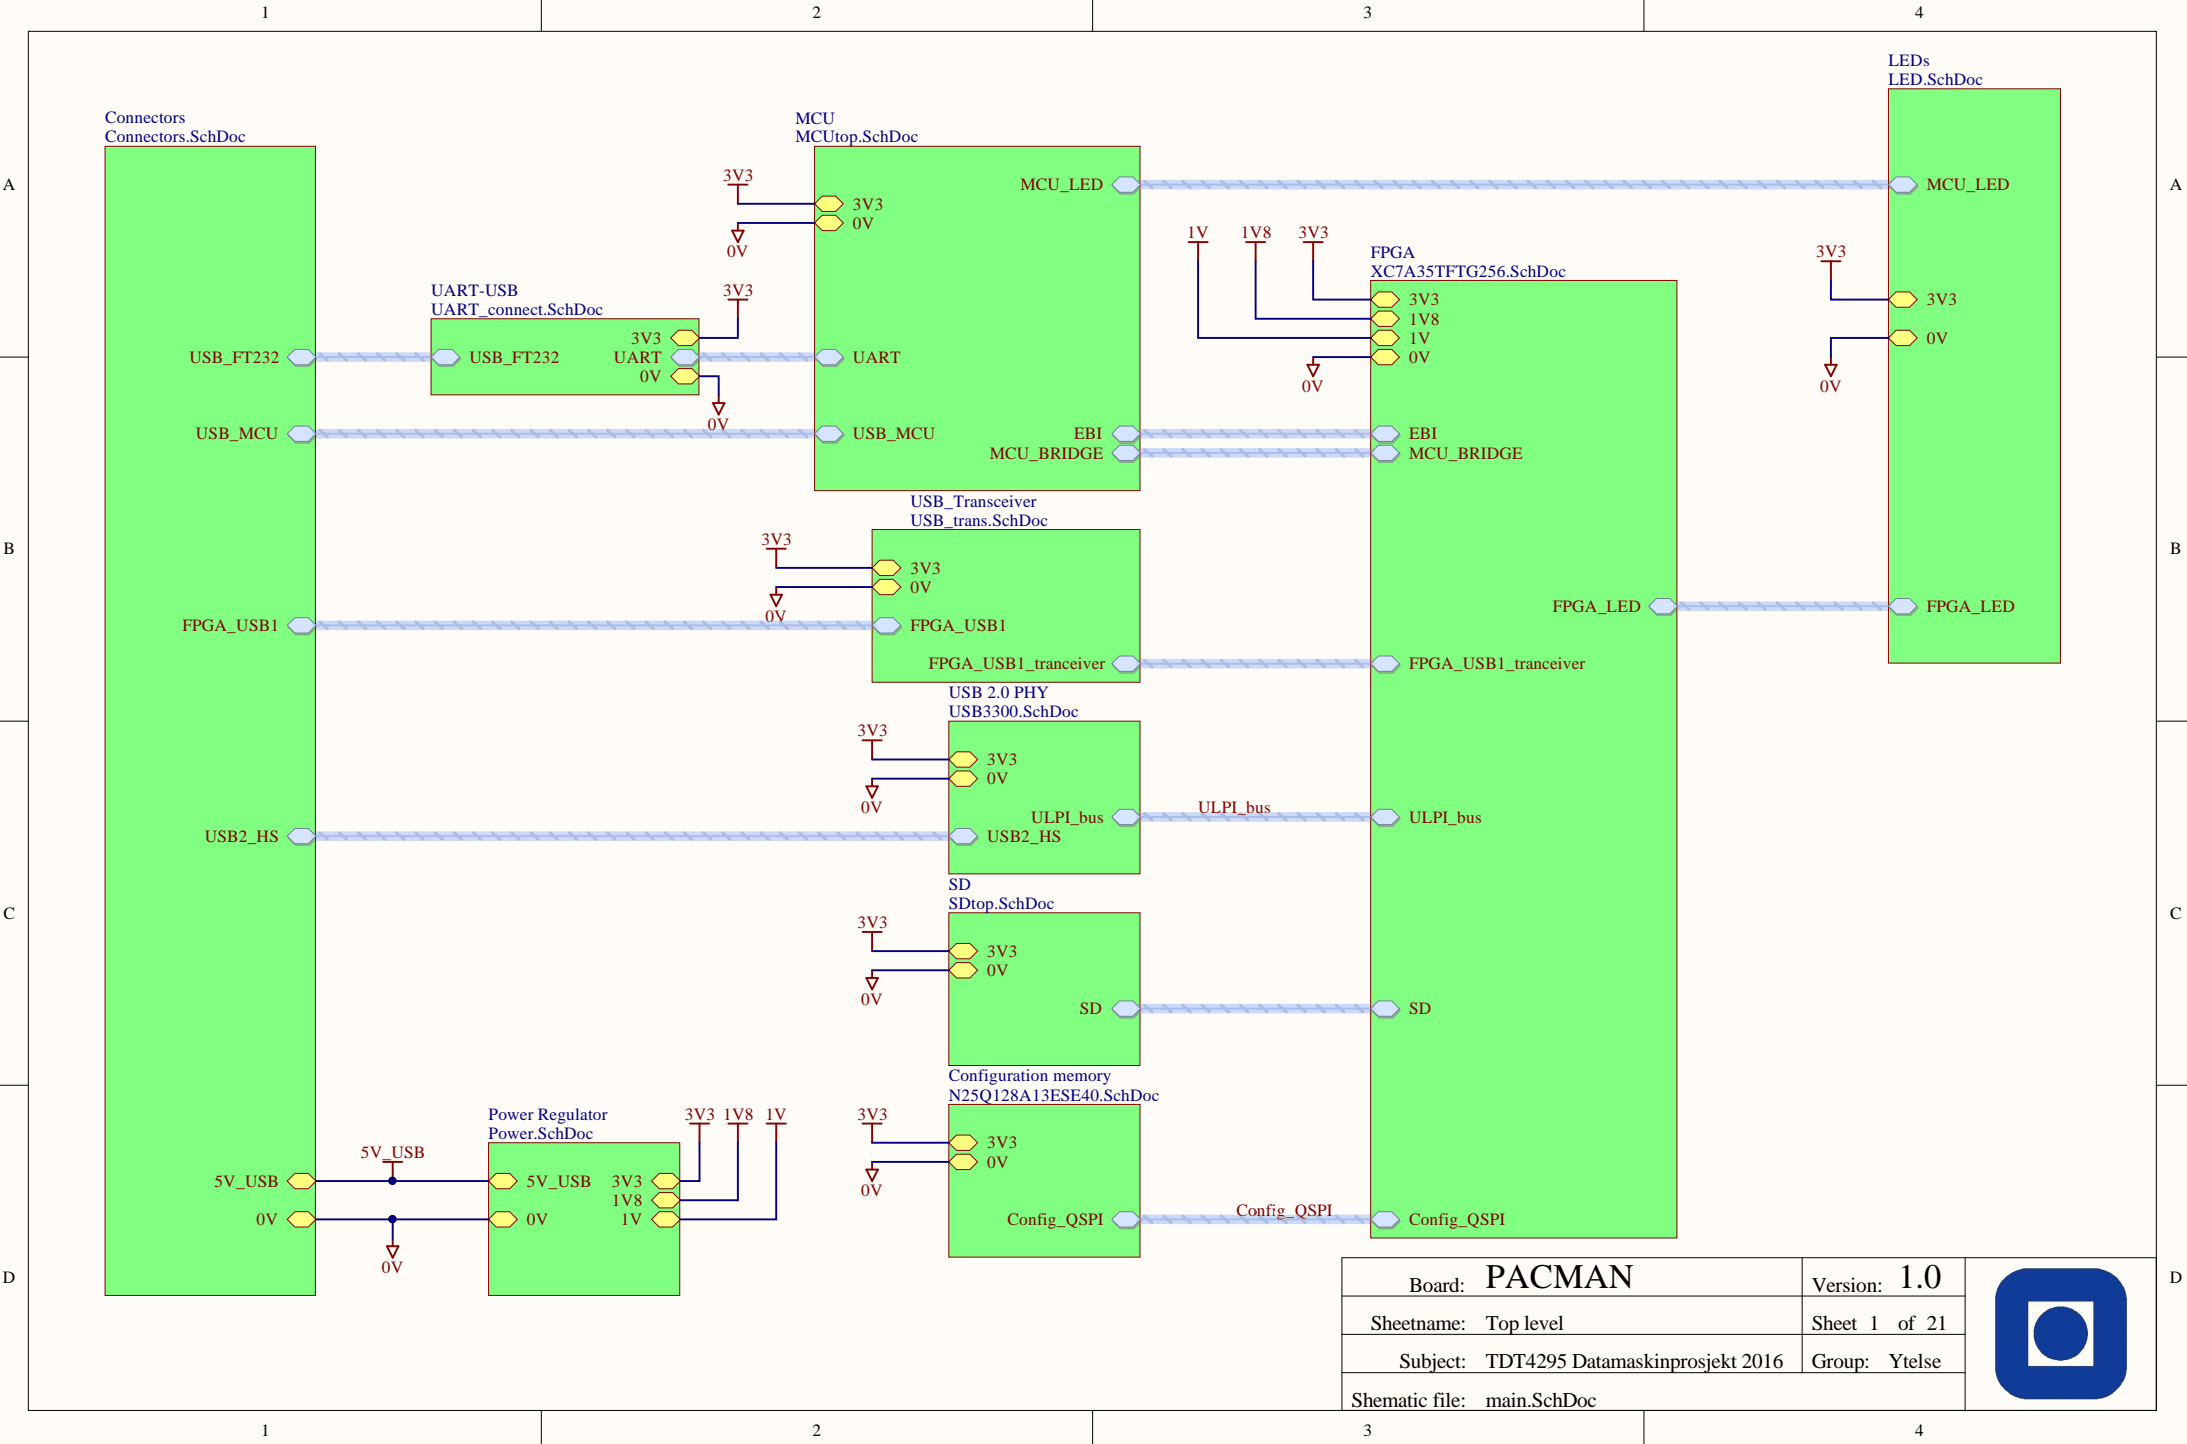 1 2 3 4
LEDs
LED.SchDoc
Connectors
Connectors.SchDoc
MCU
MCUtop.SchDoc
A
3V3
MCU_LED
MCU_LED
A
3V3
0V
0V
1V 1V8 3V3
FPGA
XC7A35TFTG256.SchDoc
3V3
UART-USB
UART_connect.SchDoc
3V3
3V3
3V3
3V3
1V8
1V
0V
0V
0V
0V
USB_FT232
USB_FT232
UART
UART
0V
0V
USB_MCU
USB_MCU
EBI
EBI
MCU_BRIDGE
MCU_BRIDGE
USB_Transceiver
USB_trans.SchDoc
B
3V3
3V3
0V
0V
B
FPGA_LED
FPGA_LED
FPGA_USB1
FPGA_USB1
FPGA_USB1_tranceiver
FPGA_USB1_tranceiver
USB 2.0 PHY
USB3300.SchDoc
3V3
3V3
0V
0V
ULPI_bus
ULPI_bus
ULPI_bus
USB2_HS
USB2_HS
SD
SDtop.SchDoc
C
3V3
3V3
0V
0V
C
SD
SD
Configuration memory
N25Q128A13ESE40.SchDoc
Power Regulator
Power.SchDoc
3V3 1V8 1V
3V3
3V3
0V
0V
5V_USB
5V_USB
5V_USB
3V3
1V8
1V
0V
0V
0V
Config_QSPI
Config_QSPI
Config_QSPI
D
D
Board: PACMAN Version: 1.0
Sheetname: Top level Sheet 1 of 21
Subject: TDT4295 Datamaskinprosjekt 2016 Group: Ytelse
Shematic file: main.SchDoc
1 2 3 4